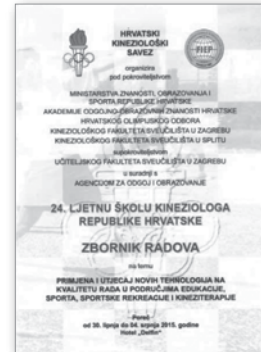 HRVATSKI
KINEZIOLOŠKI
SAVEZ
FIEP
organizira
pod pokroviteljstvom
MINISTARSTVA ZNANOSTI, OBRAZOVANJA I
SPORTA REPUBLIKE HRVATSKE
AKADEMIJE ODGOJNO-OBRAZOVNIH ZNANOSTI HRVATSKE
HRVATSKOG OLIMPIJSKOG ODBORA
KINEZIOLOŠKOG FAKULTETA SVEUČILIŠTA U ZAGREBU
KINEZIOLOŠKOG FAKULTETA SVEUČILIŠTA U SPLITU
supokroviteljstvom
UČITELJSKOG FAKULTETA SVEUČILIŠTA U ZAGREBU
u suradnji s
AGENCIJOM ZA ODGOJ I OBRAZOVANJE
24. LJETNU ŠKOLU KINEZIOLOGA
REPUBLIKE HRVATSKE
ZBORNIK RADOVA
na temu
PRIMJENA I UTJECAJ NOVIH TEHNOLOGIJA NA
KVALITETU RADA U PODRUČJIMA EDUKACIJE,
SPORTA, SPORTSKE REKREACIJE I KINEZITERAPIJE
Poreč
od 30. lipnja do 04. srpnja 2015. godine
Hotel „Delfin“